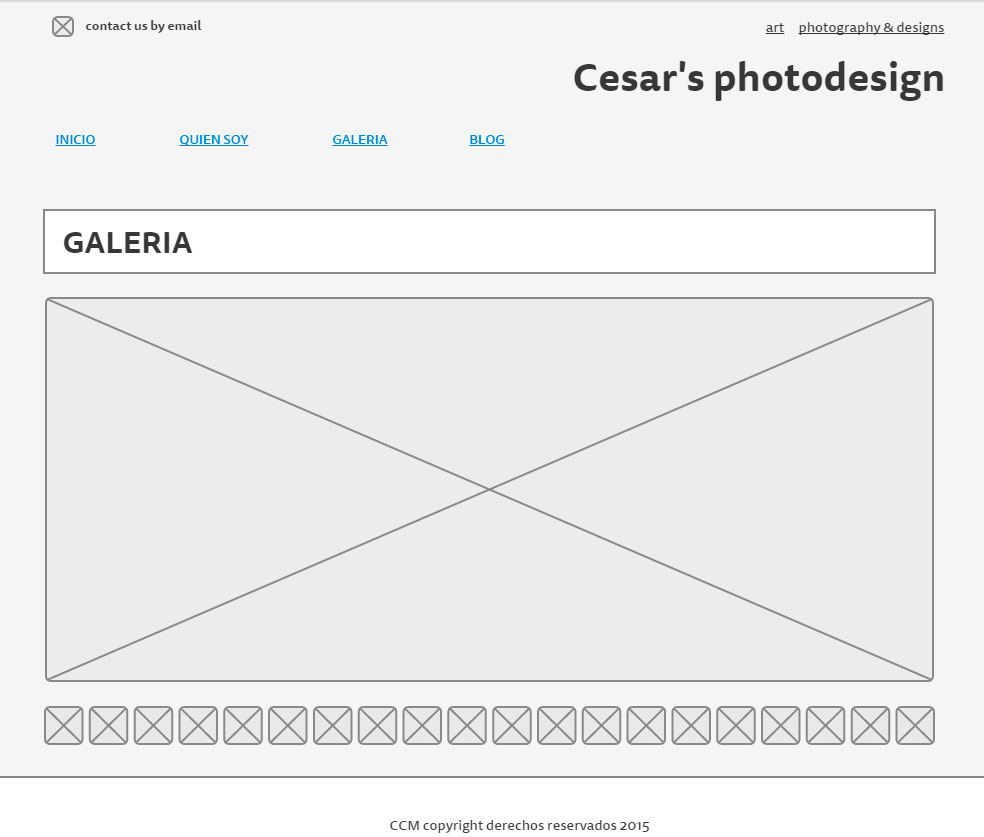 contact us by email
art photography & designs
Cesar's photodesign
INICIO QUIEN SOY GALERIA BLOG
GALERIA
CCM copyright derechos reservados 2015